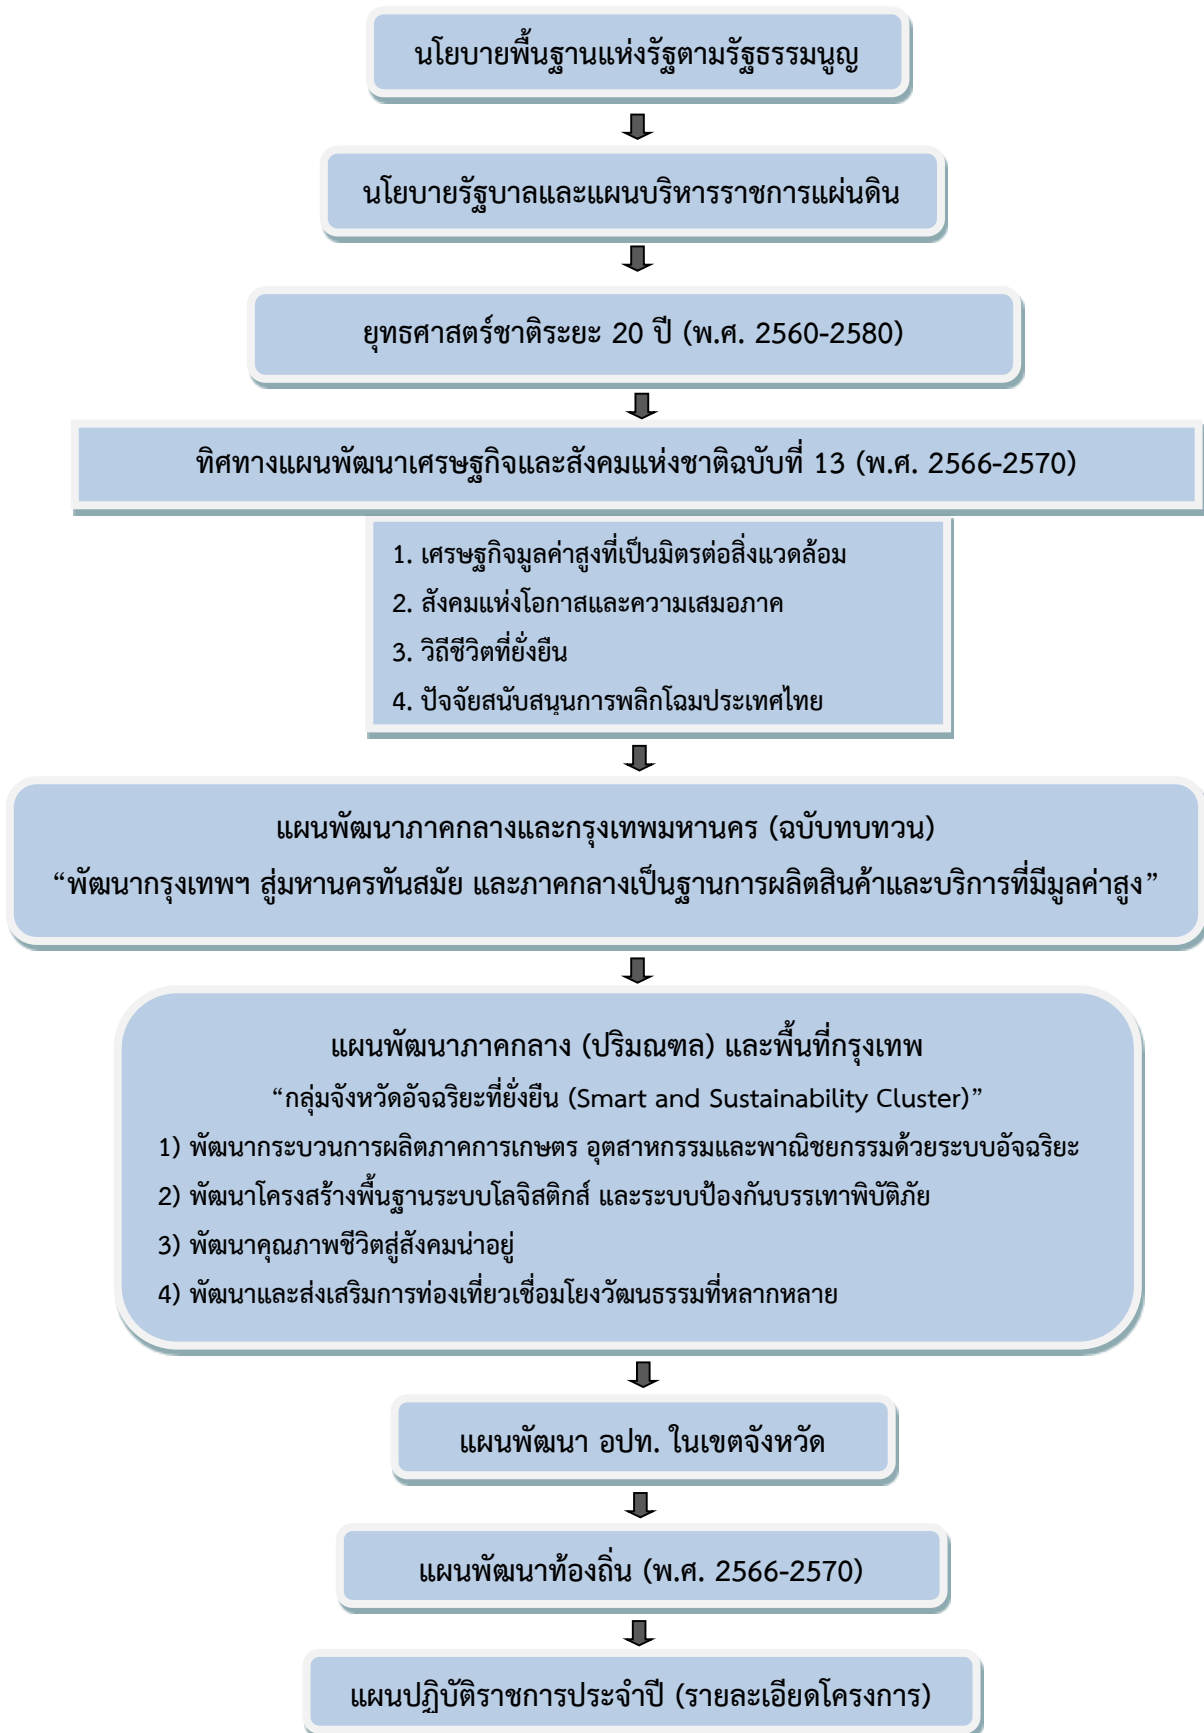 นโยบายพื้นฐานแห่งรัฐตามรัฐธรรมนูญ
นโยบายรัฐบาลและแผนบริหารราชการแผ่นดิน
ยุทธศาสตร์ชาติระยะ 20 ปี (พ.ศ. 2560-2580)
ทิศทางแผนพัฒนาเศรษฐกิจและสังคมแห่งชาติฉบับที่ 13 (พ.ศ. 2566-2570)
1. เศรษฐกิจมูลค่าสูงที่เป็นมิตรต่อสิ่งแวดล้อม
2. สังคมแห่งโอกาสและความเสมอภาค
3. วิถีชีวิตที่ยั่งยืน
4. ปัจจัยสนับสนุนการพลิกโฉมประเทศไทย
แผนพัฒนาภาคกลางและกรุงเทพมหานคร (ฉบับทบทวน)
“พัฒนากรุงเทพฯ สู่มหานครทันสมัย และภาคกลางเป็นฐานการผลิตสินค้าและบริการที่มีมูลค่าสูง”
แผนพัฒนาภาคกลาง (ปริมณฑล) และพื้นที่กรุงเทพ
“กลุ่มจังหวัดอัจฉริยะที่ยั่งยืน (Smart and Sustainability Cluster)”
1) พัฒนากระบวนการผลิตภาคการเกษตร อุตสาหกรรมและพาณิชยกรรมด้วยระบบอัจฉริยะ
2) พัฒนาโครงสร้างพื้นฐานระบบโลจิสติกส์ และระบบป้องกันบรรเทาพิบัติภัย
3) พัฒนาคุณภาพชีวิตสู่สังคมน่าอยู่
4) พัฒนาและส่งเสริมการท่องเที่ยวเชื่อมโยงวัฒนธรรมที่หลากหลาย
แผนพัฒนา อปท. ในเขตจังหวัด
แผนพัฒนาท้องถิ่น (พ.ศ. 2566-2570)
แผนปฏิบัติราชการประจำปี (รายละเอียดโครงการ)